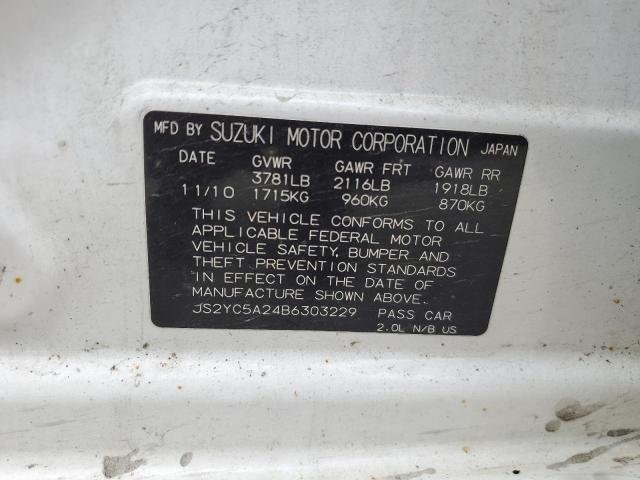 MFD BY SUZUKI MOTOR CORPORATION JAPAN
DATE GVWR GAWR FRT GAWR RR
3781LB 2116LB 1918LB
11/10 1715KG 960KG 870KG
THIS VEHICLE CONFORMS TO ALL
APPLICABLE FEDERAL MOTOR
VEHICLE SAFETY, BUMPER AND
THEFT PREVENTION STANDARDS
IN EFFECT ON THE DATE OF
MANUFACTURE SHOWN ABOVE.
JS2YC5A24B6303229 PASS CAR
2.0L N/B US